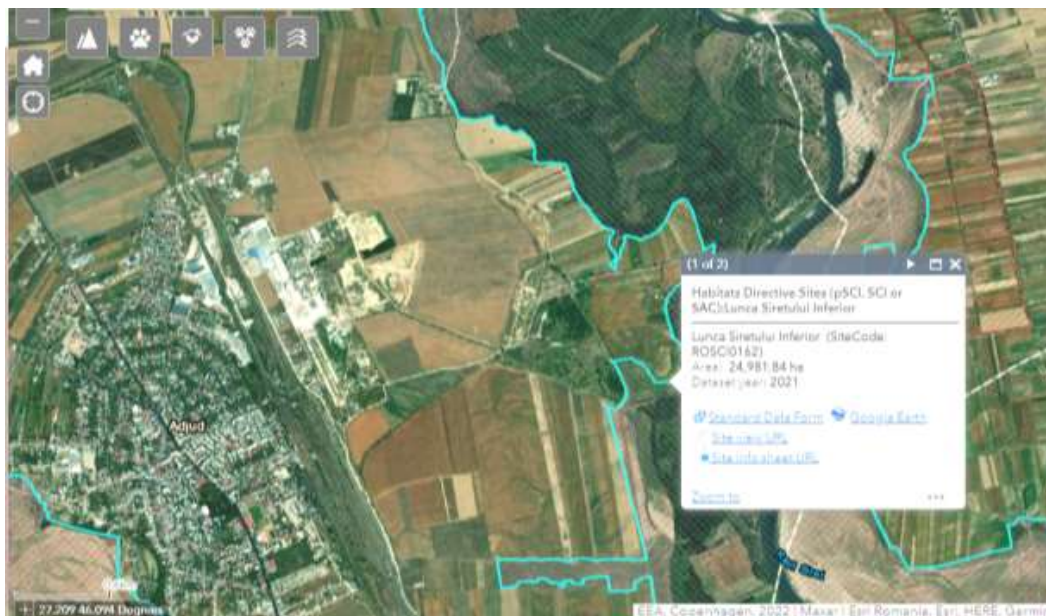 (1 of 2)
Habitats Directive Sites (pSCI, SCI or
SAC):Lunca Siretului Inferior
Lunca Siretului Inferior (SiteCode:
ROSCI0162)
Area: 24,981.84 ha
Dataset year: 2021
Standard Data Form Google Earth
Site view URL
Site info sheet URL
Zoom to
Adjud
27.209 46.094 Degrees
EEA, Copenhagen, 2022 | Maxar | Esri Romania, Esri, HERE, Garmin